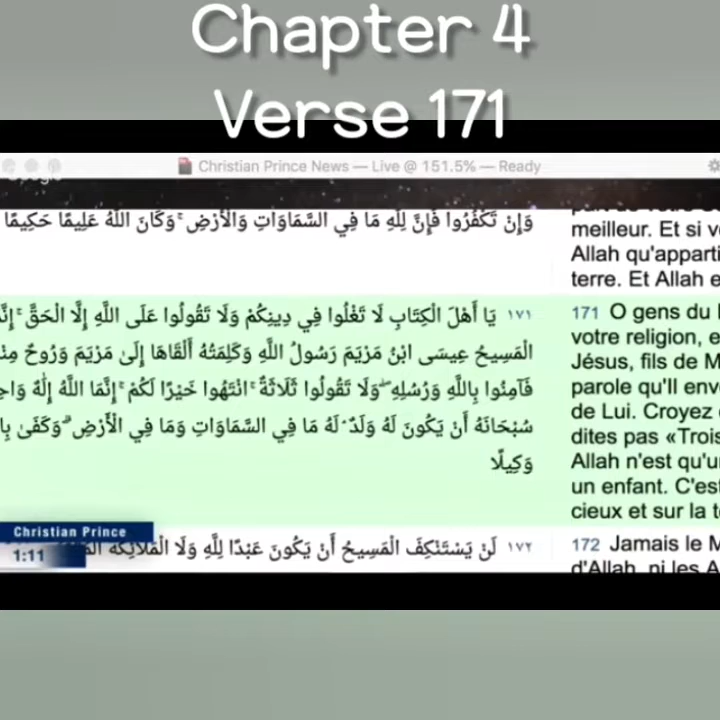 Chapter 4
Verse 171
Christian Prince News — Live @ 151.5% — Ready
وَإِنْ تَكْفُرُوا فَإِنَّ لِلَّهِ مَا فِي السَّمَاوَاتِ وَالْأَرْضِ ۚ وَكَانَ اللَّهُ عَلِيمًا حَكِيمًا
meilleur. Et si
Allah qu'apparti
terre. Et Allah e
١٧١ يَا أَهْلَ الْكِتَابِ لَا تَغْلُوا فِي دِينِكُمْ وَلَا تَقُولُوا عَلَى اللَّهِ إِلَّا الْحَقَّ ۚ
الْمَسِيحُ عِيسَى ابْنُ مَرْيَمَ رَسُولُ اللَّهِ وَكَلِمَتُهُ أَلْقَاهَا إِلَىٰ مَرْيَمَ وَرُوحٌ
فَآمِنُوا بِاللَّهِ وَرُسُلِهِ ۖ وَلَا تَقُولُوا ثَلَاثَةٌ ۚ انْتَهُوا خَيْرًا لَكُمْ ۚ إِنَّمَا اللَّهُ إِلَٰهٌ
سُبْحَانَهُ أَنْ يَكُونَ لَهُ وَلَدٌ ۘ لَهُ مَا فِي السَّمَاوَاتِ وَمَا فِي الْأَرْضِ ۗ وَكَفَىٰ
وَكِيلًا
171 O gens du
votre religion, e
Jésus, fils de M
parole qu'il env
de Lui. Croyez
dites pas «Trois
Allah n'est qu'u
un enfant. C'est
cieux et sur la t
Christian Prince
1:11
١٧٢ لَنْ يَسْتَنْكِفَ الْمَسِيحُ أَنْ يَكُونَ عَبْدًا لِلَّهِ وَلَا الْمَلَائِكَةُ
172 Jamais le M
d'Allah, ni les A